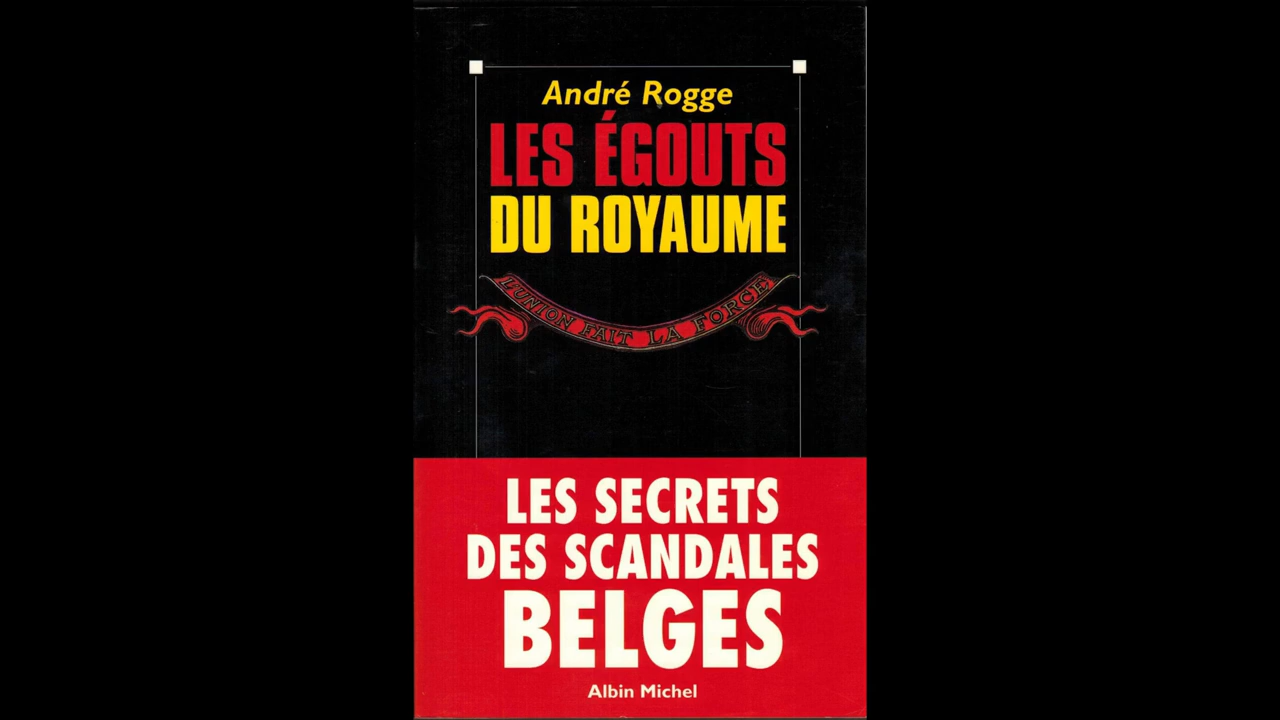 André Rogge
LES ÉGOUTS
DU ROYAUME
L'UNION FAIT LA FORCE
LES SECRETS
DES SCANDALES
BELGES
Albin Michel